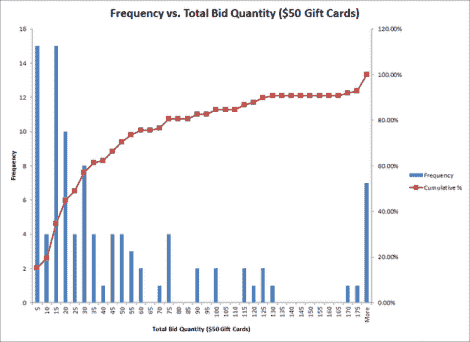 Frequency vs. Total Bid Quantity ($50 Gift Cards)
16
14
12
10
8
6
4
2
0
Frequency
120.00%
100.00%
80.00%
60.00%
40.00%
20.00%
0.00%
Frequency
Cumulative %
5 10 15 20 25 30 35 40 45 50 55 60 65 70 75 80 85 90 95 100 105 110 115 120 125 130 135 140 145 150 155 160 165 170 175 More
Total Bid Quantity ($50 Gift Cards)